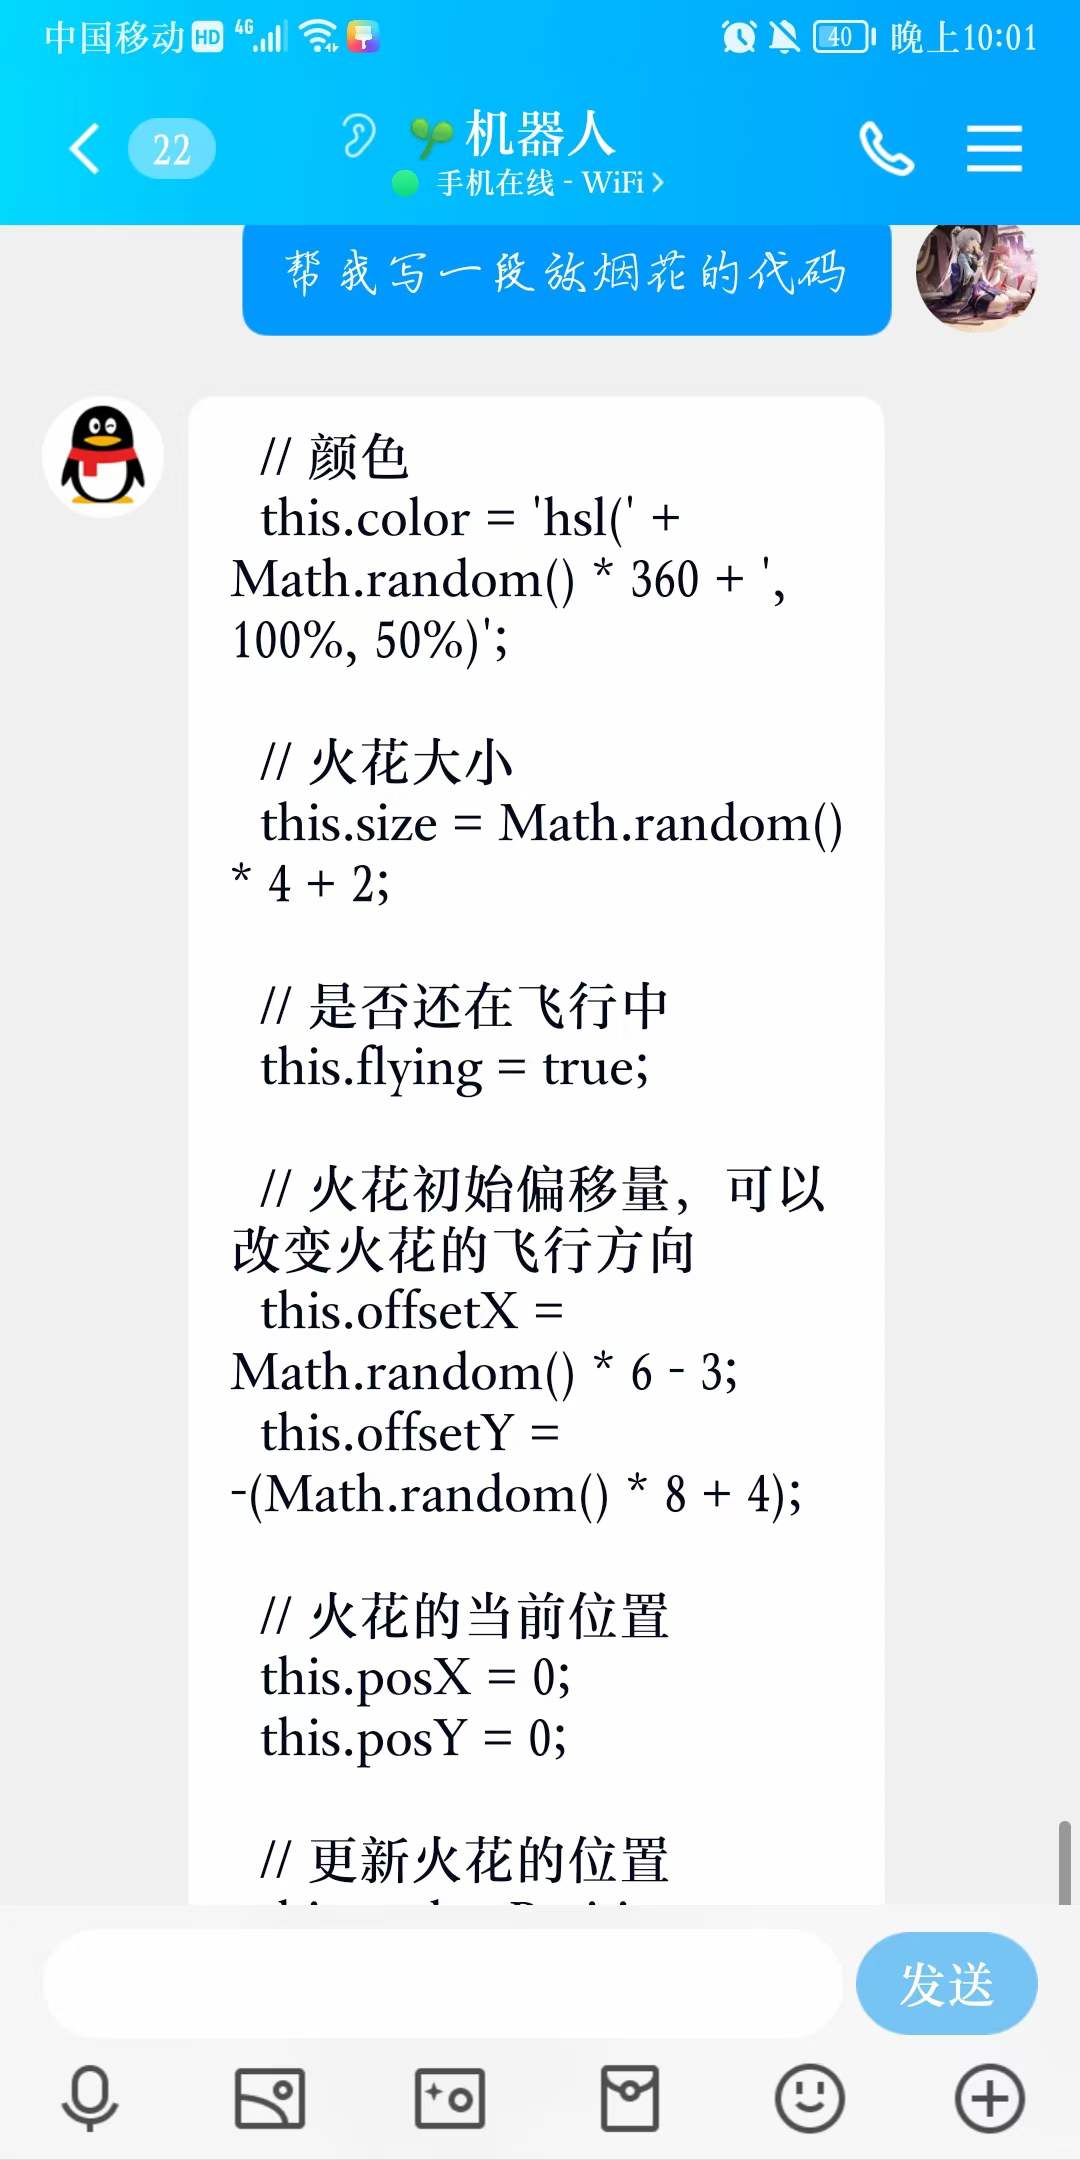 中国移动 HD 4G 40 晚上10:01
22 机器人
手机在线 - WiFi
帮我写一段放烟花的代码
// 颜色
this.color = 'hsl(' +
Math.random() * 360 + ',
100%, 50%)';
// 火花大小
this.size = Math.random()
* 4 + 2;
// 是否还在飞行中
this.flying = true;
// 火花初始偏移量，可以
改变火花的飞行方向
this.offsetX =
Math.random() * 6 - 3;
this.offsetY =
-(Math.random() * 8 + 4);
// 火花的当前位置
this.posX = 0;
this.posY = 0;
// 更新火花的位置
发送